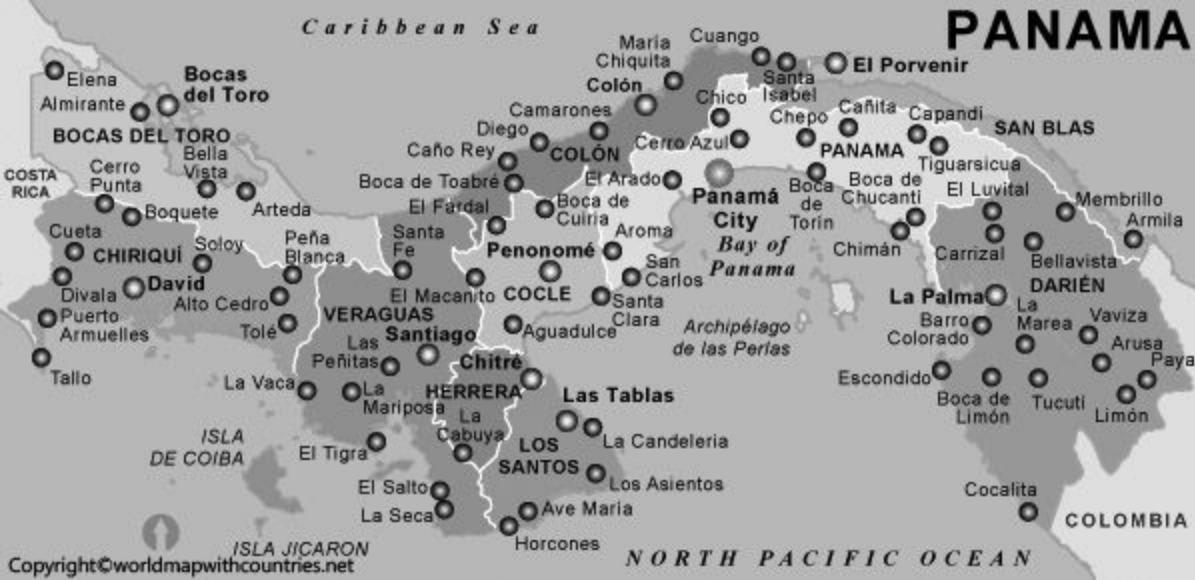 PANAMA
Caribbean Sea
Cuango
María
Chiquita
Santa
Isabel
El Porvenir
Elena
Bocas
del Toro
Almirante
Colón
Chico
Camarones
Diego
Chepo
Cañita
Capandi
SAN BLAS
BOCAS DEL TORO
Caño Rey
COLÓN
Cerro Azul
PANAMA
Tiguarsicua
COSTA
RICA
Cerro
Punta
Bella
Vista
Boca de Toabré
El Arado
Panamá
City
Boca
de
Torin
Boca de
Chucanti
El Luvital
Membrillo
Boquete
Arteda
El Fardal
Boca de
Cuiria
Armila
Cueta
CHIRIQUÍ
Soloy
Peña
Blanca
Santa
Fe
Penonomé
Aroma
Bay of
Panama
Chimán
Carrizal
Bellavista
San
Carlos
DARIÉN
Divala
David
Alto Cedro
El Macanito
COCLE
Santa
Clara
La Palma
La
Marea
Vaviza
Puerto
Armuelles
Tolé
VERAGUAS
Santiago
Aguadulce
Archipélago
de las Perlas
Barro
Colorado
Arusa
Paya
Las
Peñitas
Chitré
Tallo
La Vaca
La
Mariposa
HERRERA
Las Tablas
Escondido
Boca de
Limón
Tucutí
Limón
La
Cabuya
ISLA
DE COIBA
El Tigra
LOS
SANTOS
La Candeleria
El Salto
Los Asientos
Cocalita
La Seca
Ave Maria
COLOMBIA
Horcones
ISLA JICARON
NORTH PACIFIC OCEAN
Copyright©worldmapwithcountries.net